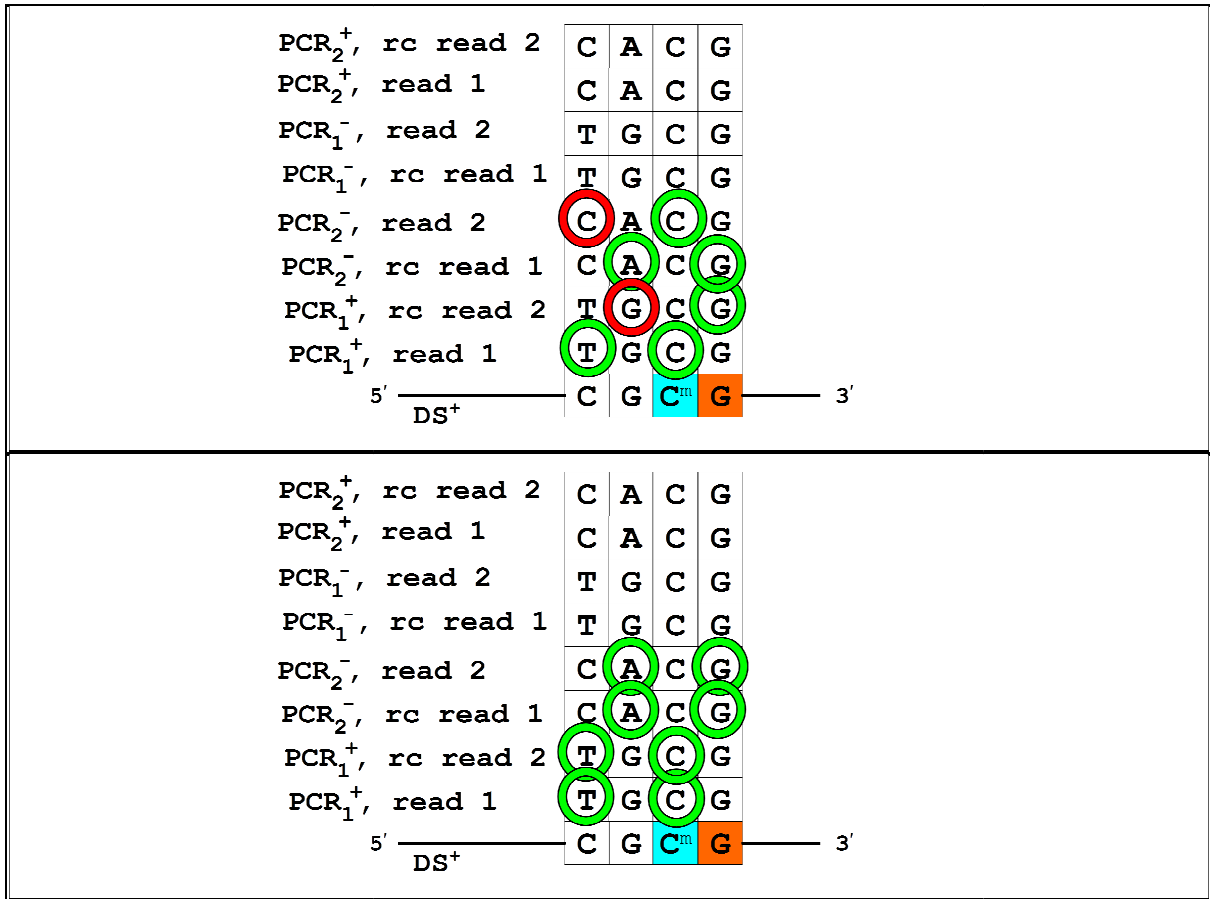 PCR₂⁺, rc read 2 C A C G
PCR₂⁺, read 1 C A C G
PCR₁⁻, read 2 T G C G
PCR₁⁻, rc read 1 T G C G
PCR₂⁻, read 2 C A C G
PCR₂⁻, rc read 1 C A C G
PCR₁⁺, rc read 2 T G C G
PCR₁⁺, read 1 T G C G
5′ DS⁺ C G Cᵐ G 3′
PCR₂⁺, rc read 2 C A C G
PCR₂⁺, read 1 C A C G
PCR₁⁻, read 2 T G C G
PCR₁⁻, rc read 1 T G C G
PCR₂⁻, read 2 C A C G
PCR₂⁻, rc read 1 C A C G
PCR₁⁺, rc read 2 T G C G
PCR₁⁺, read 1 T G C G
5′ DS⁺ C G Cᵐ G 3′